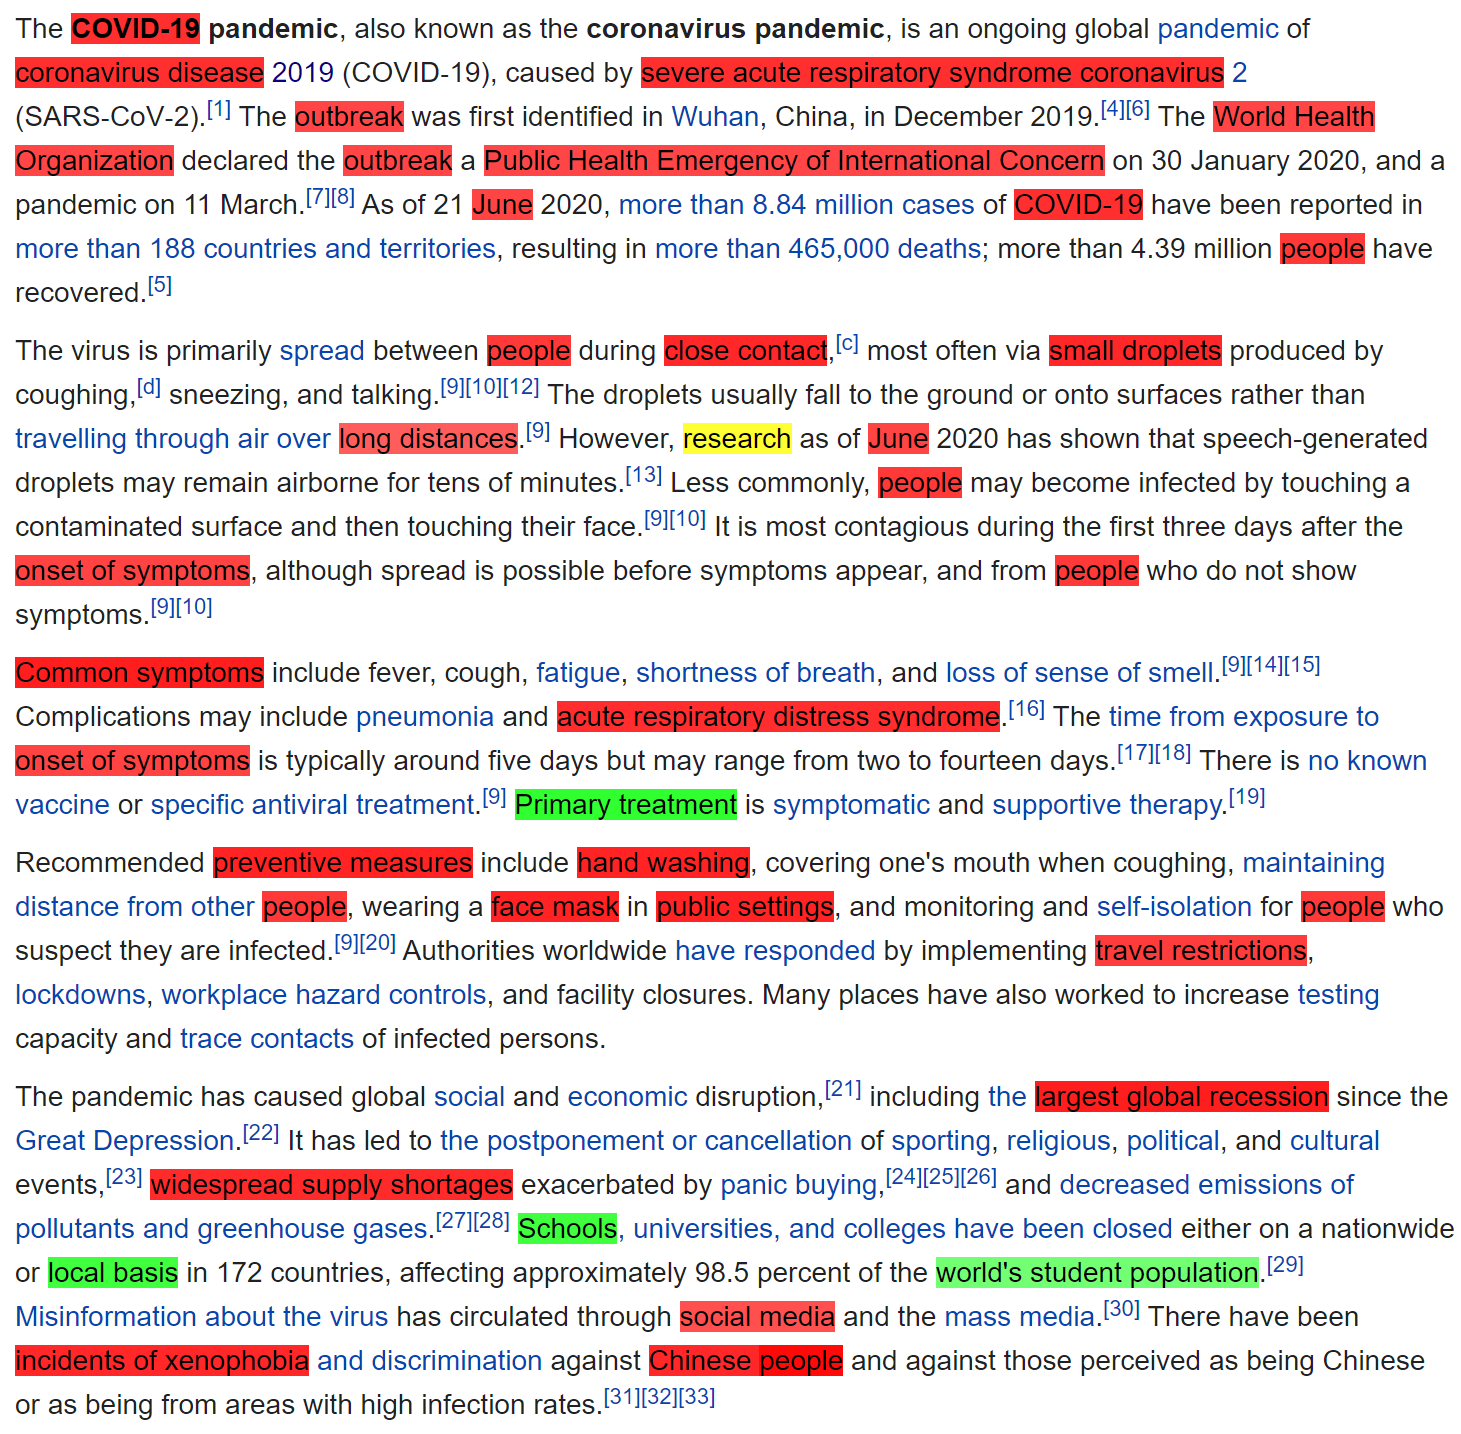 The COVID-19 pandemic, also known as the coronavirus pandemic, is an ongoing global pandemic of
coronavirus disease 2019 (COVID-19), caused by severe acute respiratory syndrome coronavirus 2
(SARS-CoV-2).[1] The outbreak was first identified in Wuhan, China, in December 2019.[4][6] The World Health
Organization declared the outbreak a Public Health Emergency of International Concern on 30 January 2020, and a
pandemic on 11 March.[7][8] As of 21 June 2020, more than 8.84 million cases of COVID-19 have been reported in
more than 188 countries and territories, resulting in more than 465,000 deaths; more than 4.39 million people have
recovered.[5]
The virus is primarily spread between people during close contact,[c] most often via small droplets produced by
coughing,[d] sneezing, and talking.[9][10][12] The droplets usually fall to the ground or onto surfaces rather than
travelling through air over long distances.[9] However, research as of June 2020 has shown that speech-generated
droplets may remain airborne for tens of minutes.[13] Less commonly, people may become infected by touching a
contaminated surface and then touching their face.[9][10] It is most contagious during the first three days after the
onset of symptoms, although spread is possible before symptoms appear, and from people who do not show
symptoms.[9][10]
Common symptoms include fever, cough, fatigue, shortness of breath, and loss of sense of smell.[9][14][15]
Complications may include pneumonia and acute respiratory distress syndrome.[16] The time from exposure to
onset of symptoms is typically around five days but may range from two to fourteen days.[17][18] There is no known
vaccine or specific antiviral treatment.[9] Primary treatment is symptomatic and supportive therapy.[19]
Recommended preventive measures include hand washing, covering one's mouth when coughing, maintaining
distance from other people, wearing a face mask in public settings, and monitoring and self-isolation for people who
suspect they are infected.[9][20] Authorities worldwide have responded by implementing travel restrictions,
lockdowns, workplace hazard controls, and facility closures. Many places have also worked to increase testing
capacity and trace contacts of infected persons.
The pandemic has caused global social and economic disruption,[21] including the largest global recession since the
Great Depression.[22] It has led to the postponement or cancellation of sporting, religious, political, and cultural
events,[23] widespread supply shortages exacerbated by panic buying,[24][25][26] and decreased emissions of
pollutants and greenhouse gases.[27][28] Schools, universities, and colleges have been closed either on a nationwide
or local basis in 172 countries, affecting approximately 98.5 percent of the world's student population.[29]
Misinformation about the virus has circulated through social media and the mass media.[30] There have been
incidents of xenophobia and discrimination against Chinese people and against those perceived as being Chinese
or as being from areas with high infection rates.[31][32][33]